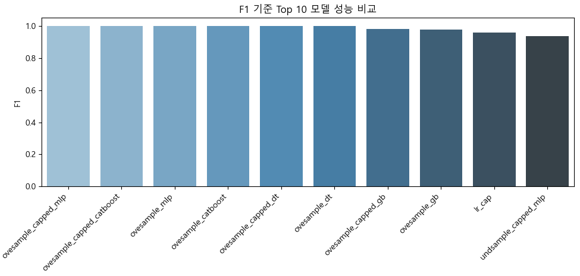 F1 기준 Top 10 모델 성능 비교
F1
1.0
0.8
0.6
0.4
0.2
0.0
ovesample_capped_mlp
ovesample_capped_catboost
ovesample_mlp
ovesample_catboost
ovesample_capped_dt
ovesample_dt
ovesample_capped_gb
ovesample_gb
lr_cap
undsample_capped_mlp